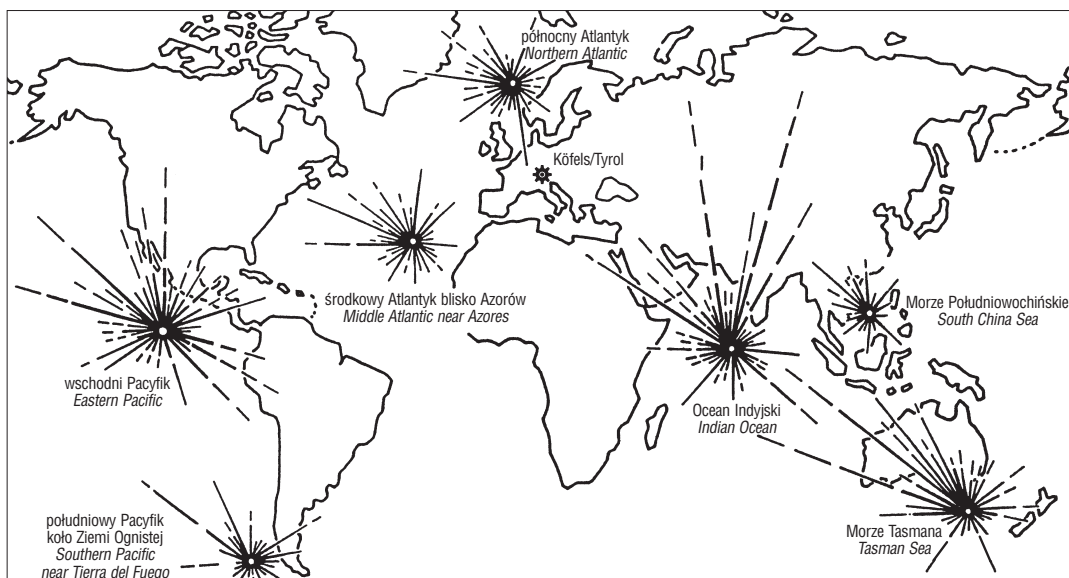 północny Atlantyk
Northern Atlantic
Köfels/Tyrol
środkowy Atlantyk blisko Azorów
Middle Atlantic near Azores
Morze Południowochińskie
South China Sea
wschodni Pacyfik
Eastern Pacific
Ocean Indyjski
Indian Ocean
południowy Pacyfik
koło Ziemi Ognistej
Southern Pacific
near Tierra del Fuego
Morze Tasmana
Tasman Sea